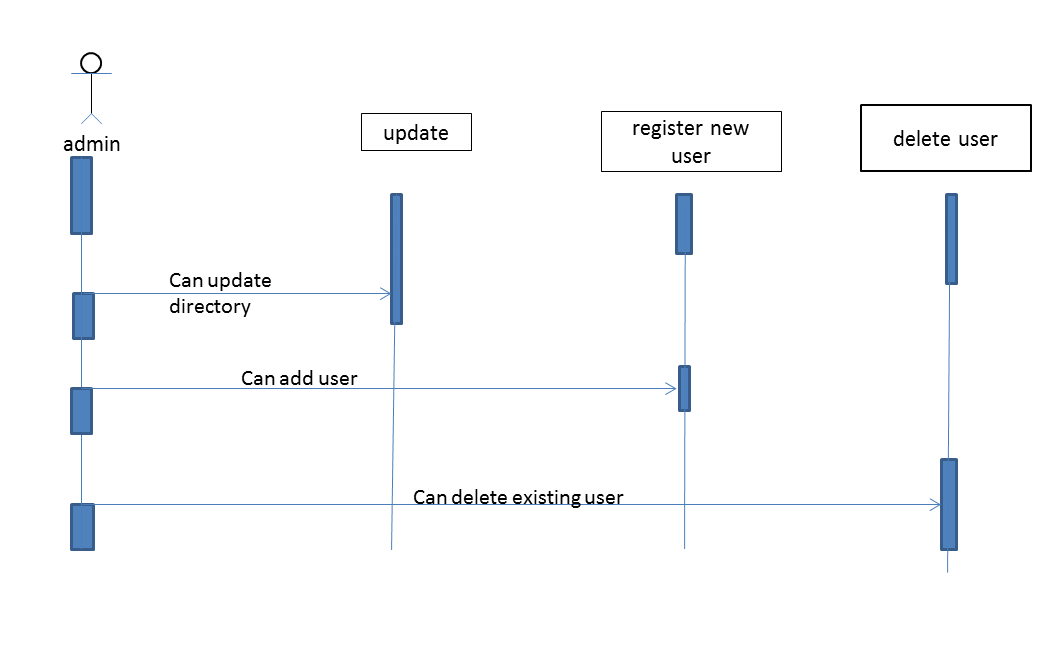 admin
update
register new
user
delete user
Can update
directory
Can add user
Can delete existing user